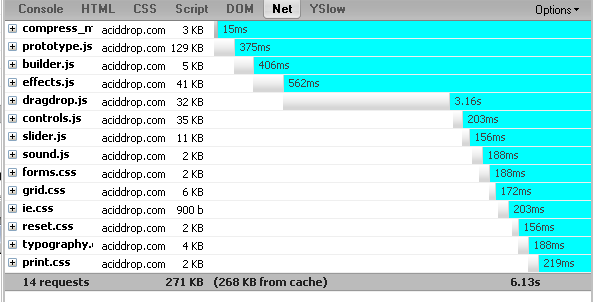 Console HTML CSS Script DOM Net YSlow Options
compress_m aciddrop.com 3 KB 15ms
prototype.js aciddrop.com 129 KB 375ms
builder.js aciddrop.com 5 KB 406ms
effects.js aciddrop.com 41 KB 562ms
dragdrop.js aciddrop.com 32 KB 3.16s
controls.js aciddrop.com 35 KB 203ms
slider.js aciddrop.com 11 KB 156ms
sound.js aciddrop.com 2 KB 188ms
forms.css aciddrop.com 2 KB 188ms
grid.css aciddrop.com 6 KB 172ms
ie.css aciddrop.com 900 b 203ms
reset.css aciddrop.com 2 KB 156ms
typography. aciddrop.com 4 KB 188ms
print.css aciddrop.com 2 KB 219ms
14 requests 271 KB (268 KB from cache) 6.13s